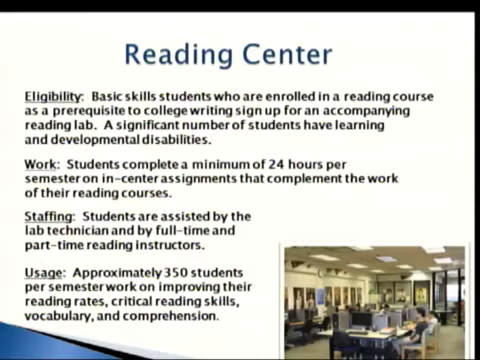 Reading Center
Eligibility: Basic skills students who are enrolled in a reading course
as a prerequisite to college writing sign up for an accompanying
reading lab. A significant number of students have learning
and developmental disabilities.
Work: Students complete a minimum of 24 hours per
semester on in-center assignments that complement the work
of their reading courses.
Staffing: Students are assisted by the
lab technician and by full-time and
part-time reading instructors.
Usage: Approximately 350 students
per semester work on improving their
reading rates, critical reading skills,
vocabulary, and comprehension.